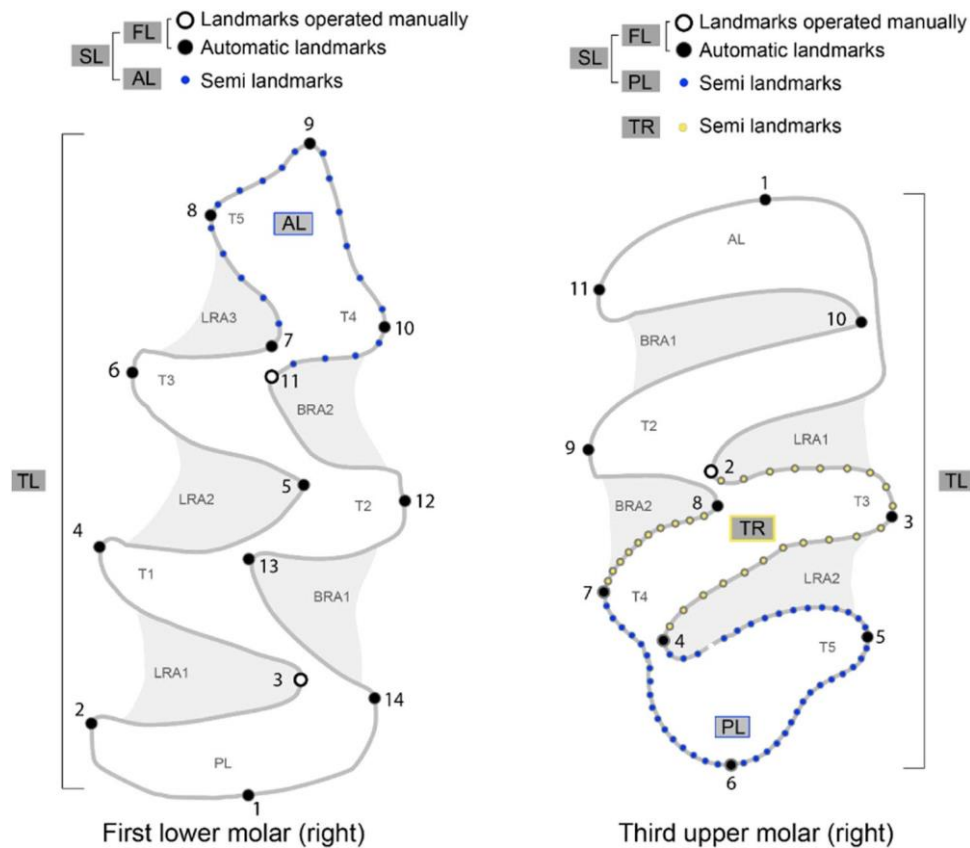 Landmarks operated manually
FL
SL
Automatic landmarks
AL
Semi landmarks
9
8
T5
AL
LRA3
7
T4
10
6
T3
11
BRA2
TL
LRA2
5
T2
12
4
T1
13
BRA1
LRA1
3
14
2
PL
1
First lower molar (right)
Landmarks operated manually
FL
SL
Automatic landmarks
PL
Semi landmarks
TR
Semi landmarks
1
AL
11
10
BRA1
T2
LRA1
9
2
TL
BRA2
8
TR
T3
3
LRA2
7
T4
4
T5
5
PL
6
Third upper molar (right)